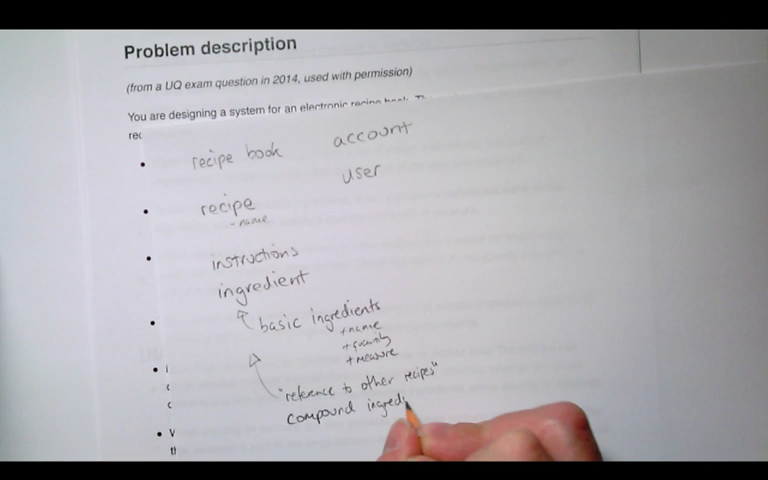 Problem description
(from a UQ exam question in 2014, used with permission)
You are designing a system for an electronic recipe book. Th
rec
recipe book
account
user
recipe
- name
instructions
ingredient
basic ingredients
+ name
+ quantity
+ measure
"reference to other recipes"
compound ingredi